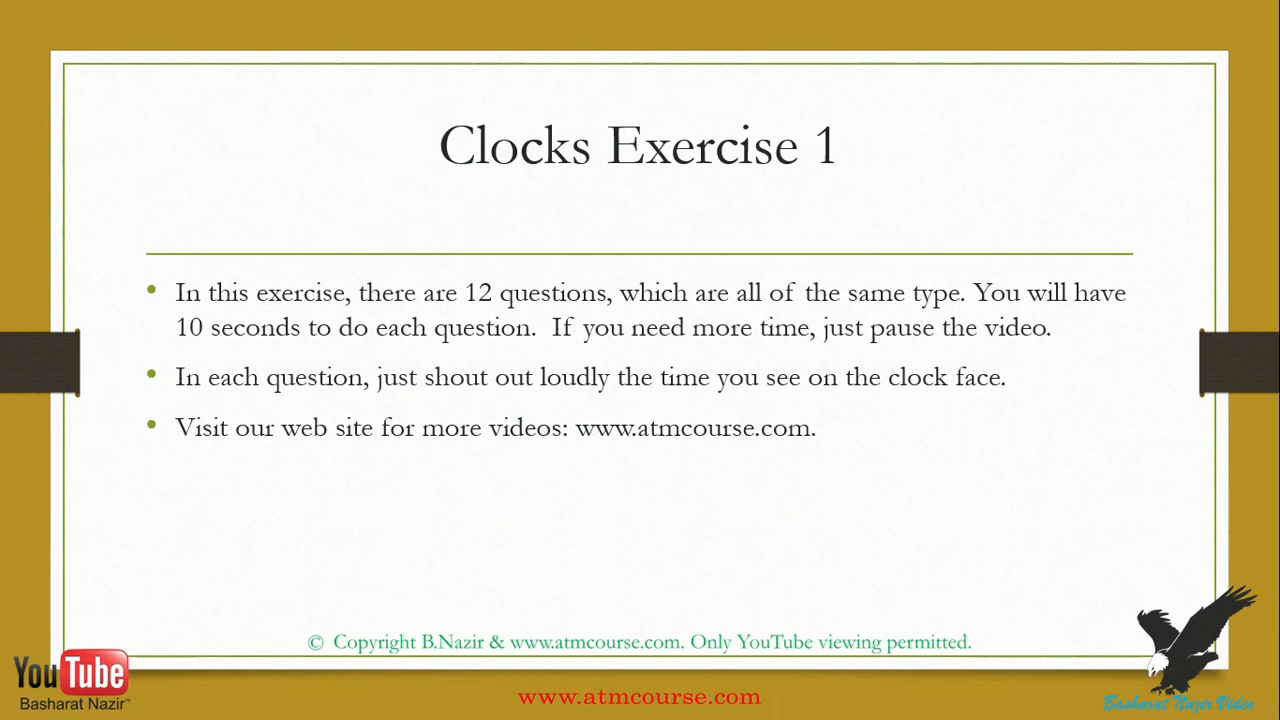 Clocks Exercise 1
• In this exercise, there are 12 questions, which are all of the same type. You will have
10 seconds to do each question. If you need more time, just pause the video.
• In each question, just shout out loudly the time you see on the clock face.
• Visit our web site for more videos: www.atmcourse.com.
© Copyright B.Nazir & www.atmcourse.com. Only YouTube viewing permitted.
YouTube
Basharat Nazir™
www.atmcourse.com
Basharat Nazir Video